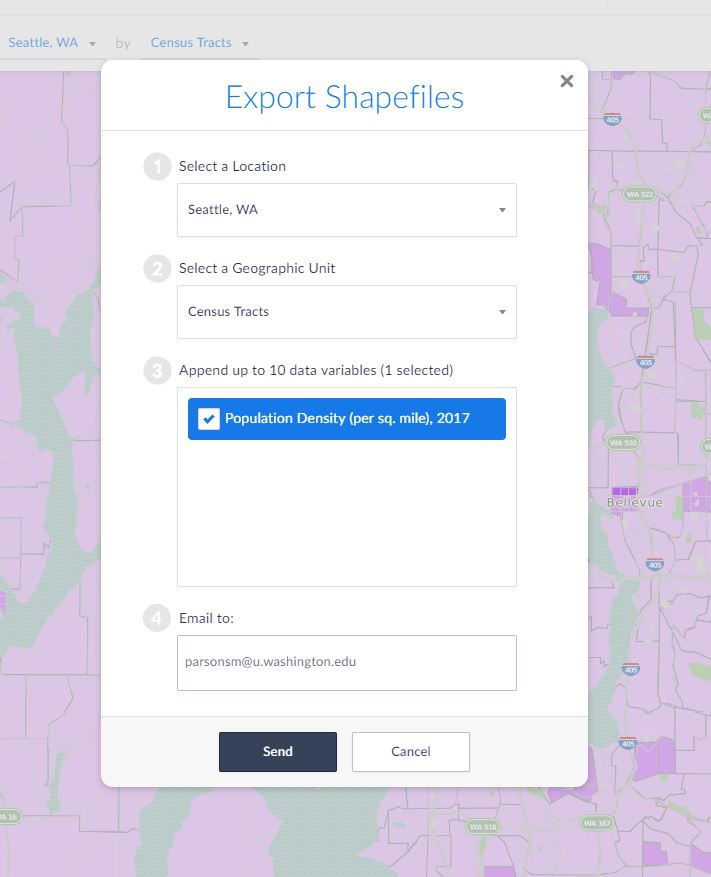 Seattle, WA by Census Tracts
Export Shapefiles
1 Select a Location
Seattle, WA
2 Select a Geographic Unit
Census Tracts
3 Append up to 10 data variables (1 selected)
Population Density (per sq. mile), 2017
4 Email to:
parsonsm@u.washington.edu
Send Cancel
405
WA 522
405
405
WA 520
Bellevue
405
405
405
WA 16
WA 518
WA 167